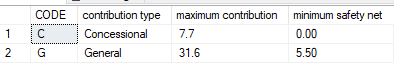 CODE contribution type maximum contribution minimum safety net
1 C Concessional 7.7 0.00
2 G General 31.6 5.50